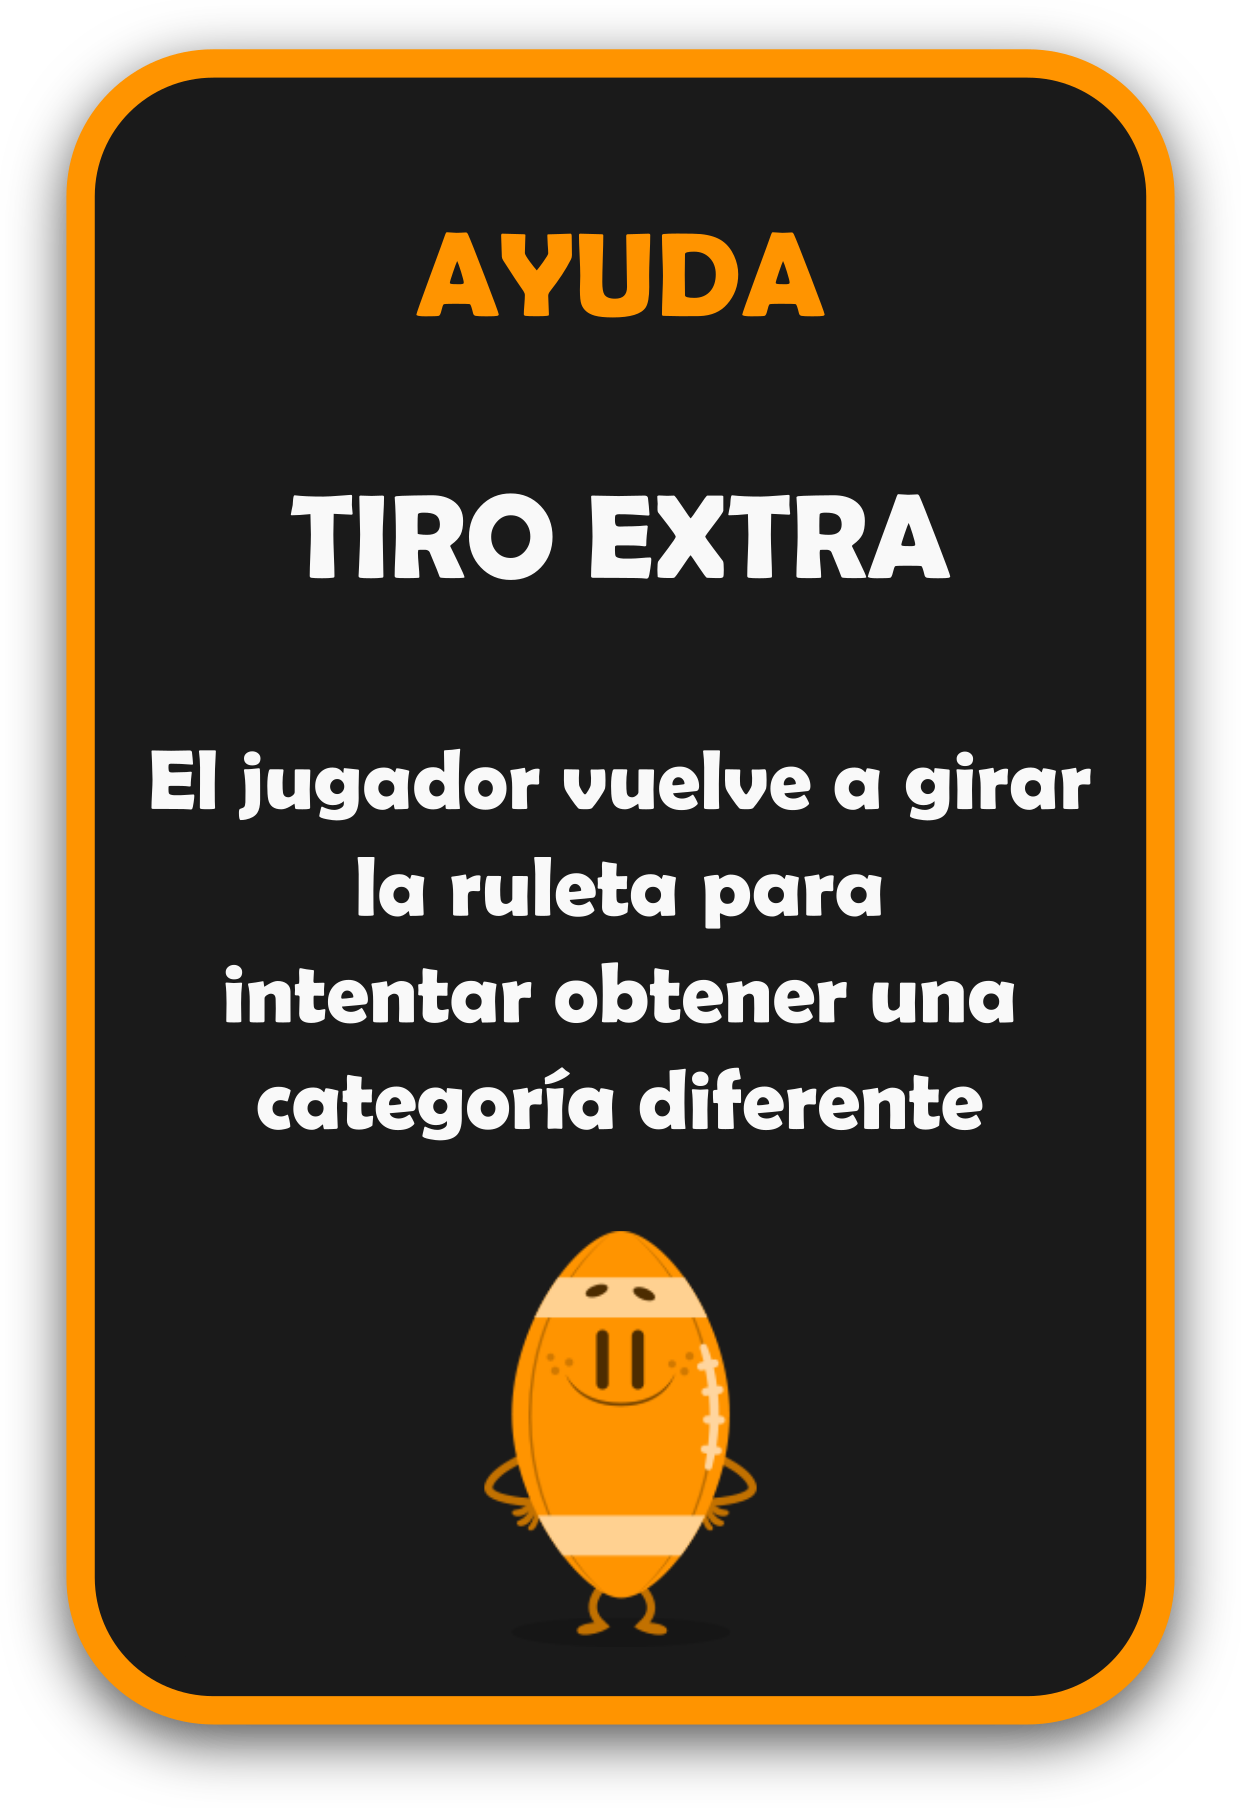 AYUDA
TIRO EXTRA
El jugador vuelve a girar
la ruleta para
intentar obtener una
categoría diferente